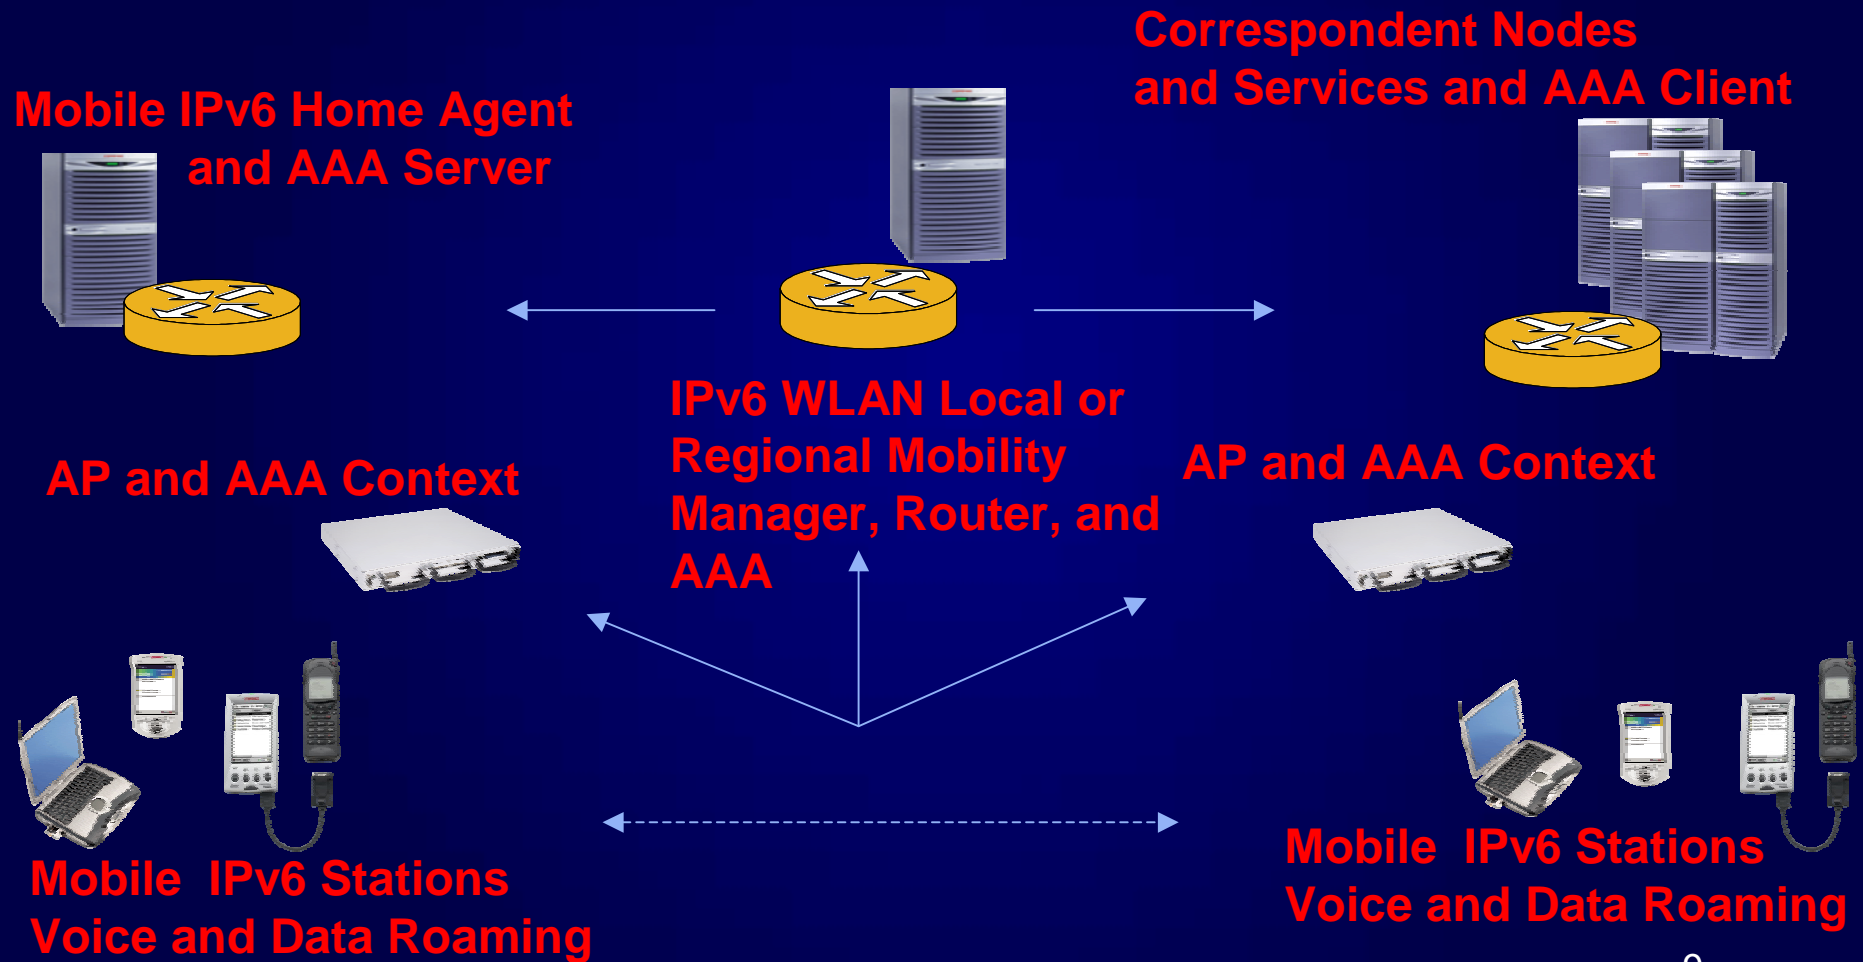 Correspondent Nodes
and Services and AAA Client
Mobile IPv6 Home Agent
and AAA Server
IPv6 WLAN Local or
Regional Mobility
Manager, Router, and
AAA
AP and AAA Context
AP and AAA Context
Mobile  IPv6 Stations
Voice and Data Roaming
Mobile  IPv6 Stations
Voice and Data Roaming